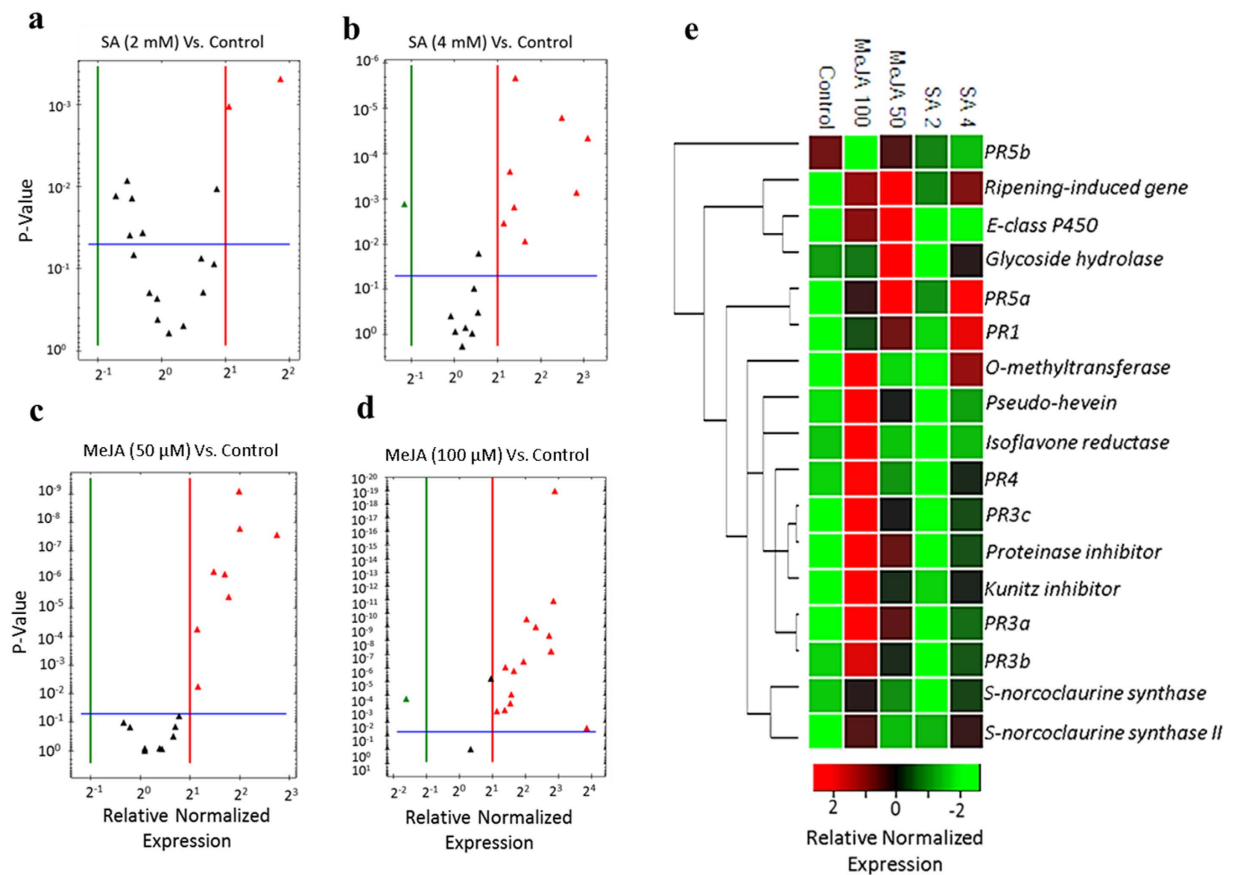 a
SA (2 mM) Vs. Control
P-Value
10-3
10-2
10-1
100
2-1
20
21
22
b
SA (4 mM) Vs. Control
10-6
10-5
10-4
10-3
10-2
10-1
100
2-1
20
21
22
23
c
MeJA (50 µM) Vs. Control
P-Value
10-9
10-8
10-7
10-6
10-5
10-4
10-3
10-2
10-1
100
2-1
20
21
22
23
Relative Normalized
Expression
d
MeJA (100 µM) Vs. Control
10-20
10-19
10-18
10-17
10-16
10-15
10-14
10-13
10-12
10-11
10-10
10-9
10-8
10-7
10-6
10-5
10-4
10-3
10-2
10-1
100
101
2-2
2-1
20
21
22
23
24
Relative Normalized
Expression
e
Control
MeJA 100
MeJA 50
SA 2
SA 4
PR5b
Ripening-induced gene
E-class P450
Glycoside hydrolase
PR5a
PR1
O-methyltransferase
Pseudo-hevein
Isoflavone reductase
PR4
PR3c
Proteinase inhibitor
Kunitz inhibitor
PR3a
PR3b
S-norcoclaurine synthase
S-norcoclaurine synthase II
2 0 -2
Relative Normalized
Expression